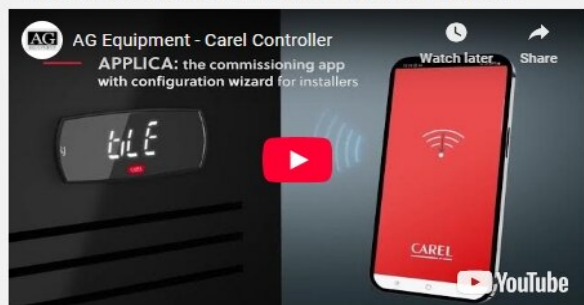 AG
AG Equipment - Carel Controller
Watch later
Share
APPLICA: the commissioning app
with configuration wizard for installers
bLE
CAREL
YouTube